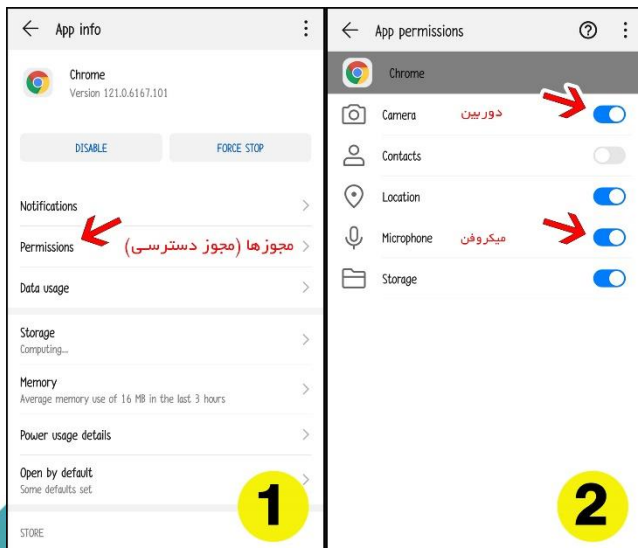 App info
Chrome
Version 121.0.6167.101
DISABLE
FORCE STOP
Notifications
Permissions
مجوزها (مجوز دسترسی)
Data usage
Storage
Computing...
Memory
Average memory use of 16 MB in the last 3 hours
Power usage details
Open by default
Some defaults set
STORE
1
App permissions
Chrome
Camera دوربین
Contacts
Location
Microphone میکروفن
Storage
2